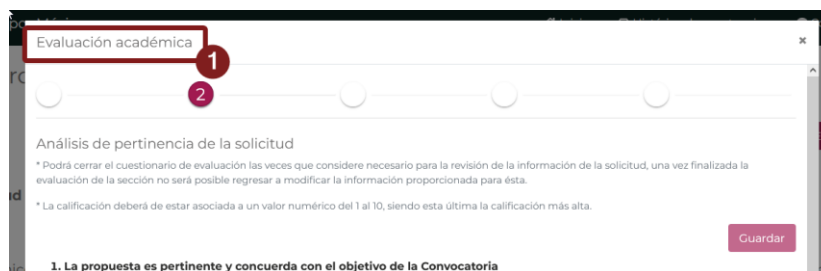 Evaluación académica
×
1
2
Análisis de pertinencia de la solicitud
* Podrá cerrar el cuestionario de evaluación las veces que considere necesario para la revisión de la información de la solicitud, una vez finalizada la
evaluación de la sección no será posible regresar a modificar la información proporcionada para ésta.
* La calificación deberá de estar asociada a un valor numérico del 1 al 10, siendo esta última la calificación más alta.
Guardar
1. La propuesta es pertinente y concuerda con el objetivo de la Convocatoria